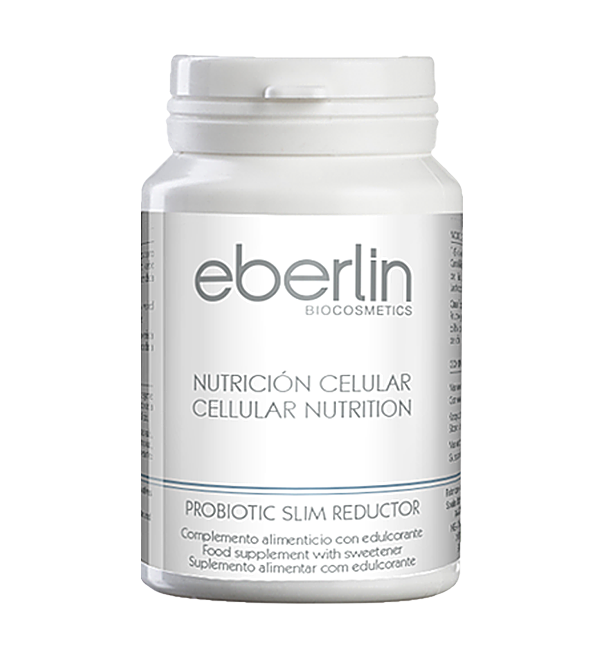 eberlin
BIOCOSMETICS
NUTRICIÓN CELULAR
CELLULAR NUTRITION
PROBIOTIC SLIM REDUCTOR
Complemento alimenticio con edulcorante
Food supplement with sweetener
Suplemento alimentar com edulcorante